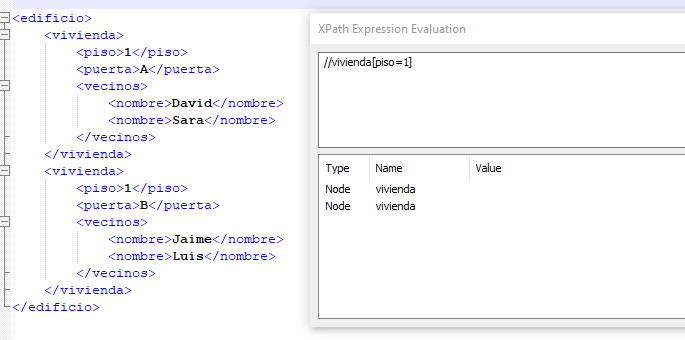 <edificio>
<vivienda>
<piso>1</piso>
<puerta>A</puerta>
<vecinos>
<nombre>David</nombre>
<nombre>Sara</nombre>
</vecinos>
</vivienda>
<vivienda>
<piso>1</piso>
<puerta>B</puerta>
<vecinos>
<nombre>Jaime</nombre>
<nombre>Luis</nombre>
</vecinos>
</vivienda>
</edificio>
XPath Expression Evaluation
//vivienda[piso=1]
Type Name Value
Node vivienda
Node vivienda